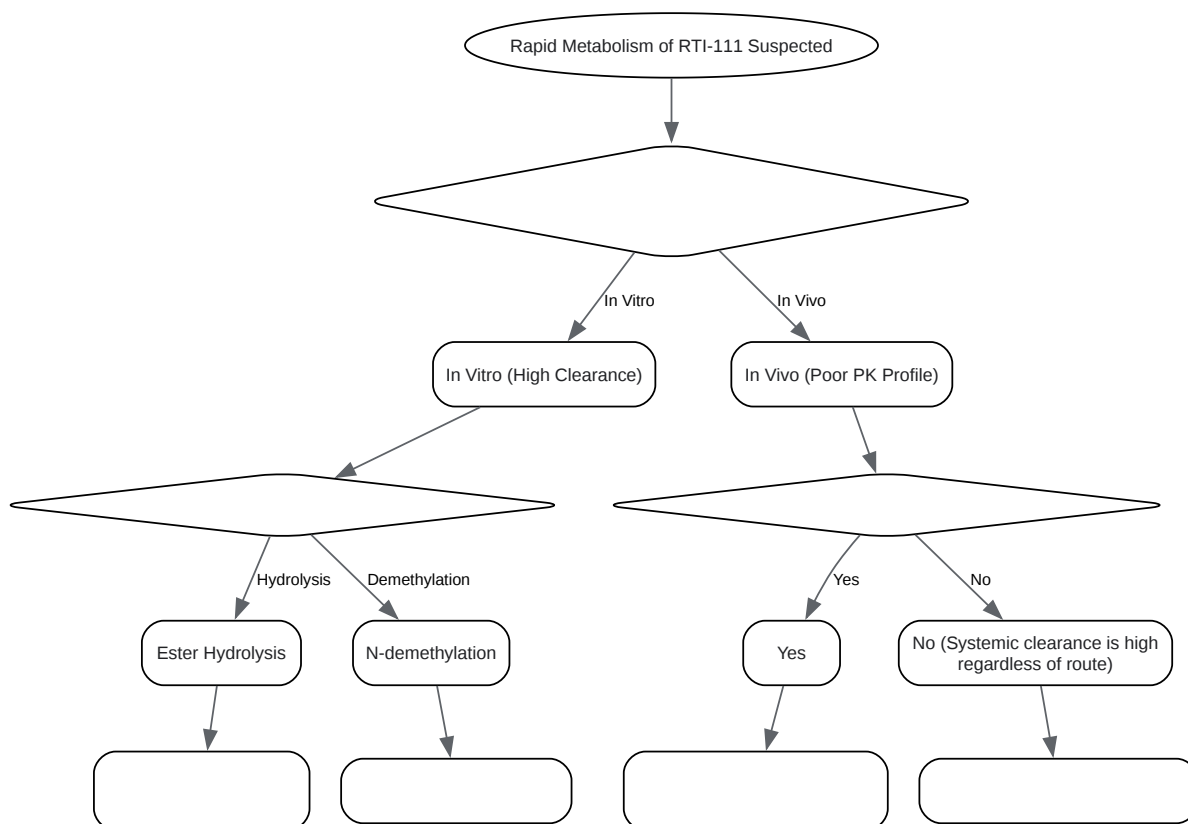 Rapid Metabolism of RTI-111 Suspected
In Vitro
In Vivo
In Vitro (High Clearance)
In Vivo (Poor PK Profile)
Hydrolysis
Demethylation
Yes
No
Ester Hydrolysis
N-demethylation
Yes
No (Systemic clearance is high
regardless of route)